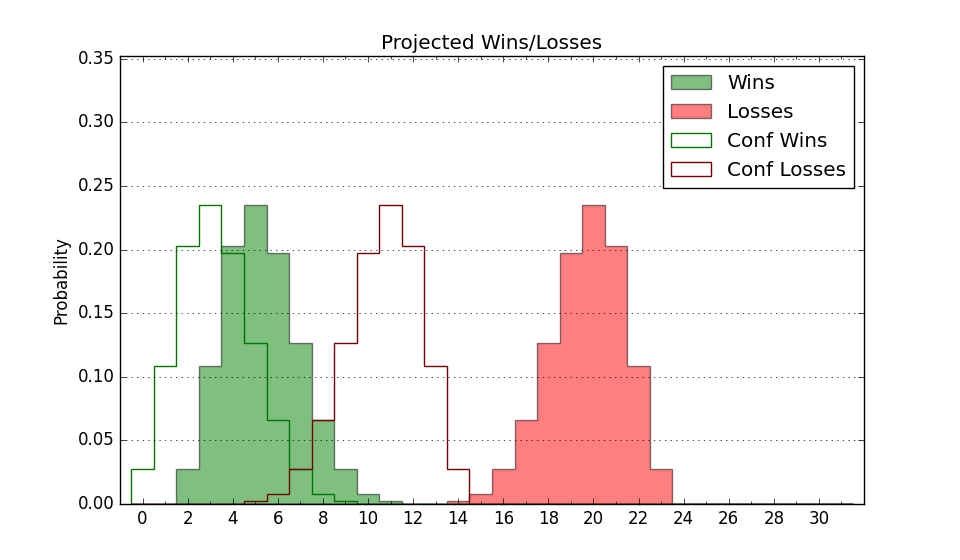 Projected Wins/Losses
0.35
0.30
0.25
0.20
0.15
0.10
0.05
0.00
Probability
Wins
Losses
Conf Wins
Conf Losses
0 2 4 6 8 10 12 14 16 18 20 22 24 26 28 30